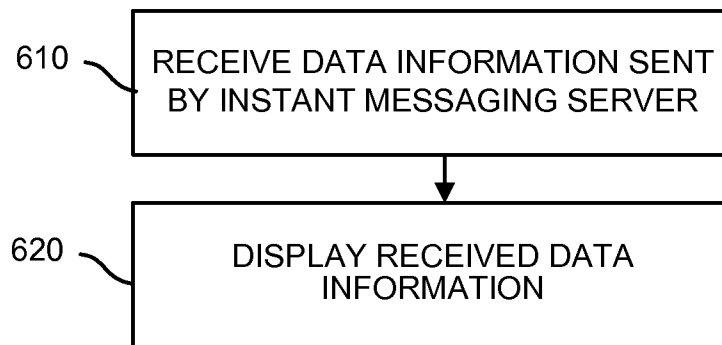 610
RECEIVE DATA INFORMATION SENT
BY INSTANT MESSAGING SERVER
620
DISPLAY RECEIVED DATA
INFORMATION